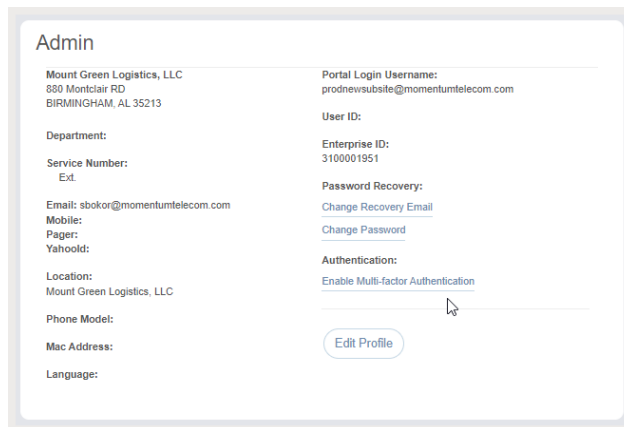 Admin
Mount Green Logistics, LLC
880 Montclair RD
BIRMINGHAM, AL 35213
Department:
Service Number:
Ext.
Email: sbokor@momentumtelecom.com
Mobile:
Pager:
YahooId:
Location:
Mount Green Logistics, LLC
Phone Model:
Mac Address:
Language:
Portal Login Username:
prodnewsubsite@momentumtelecom.com
User ID:
Enterprise ID:
3100001951
Password Recovery:
Change Recovery Email
Change Password
Authentication:
Enable Multi-factor Authentication
Edit Profile